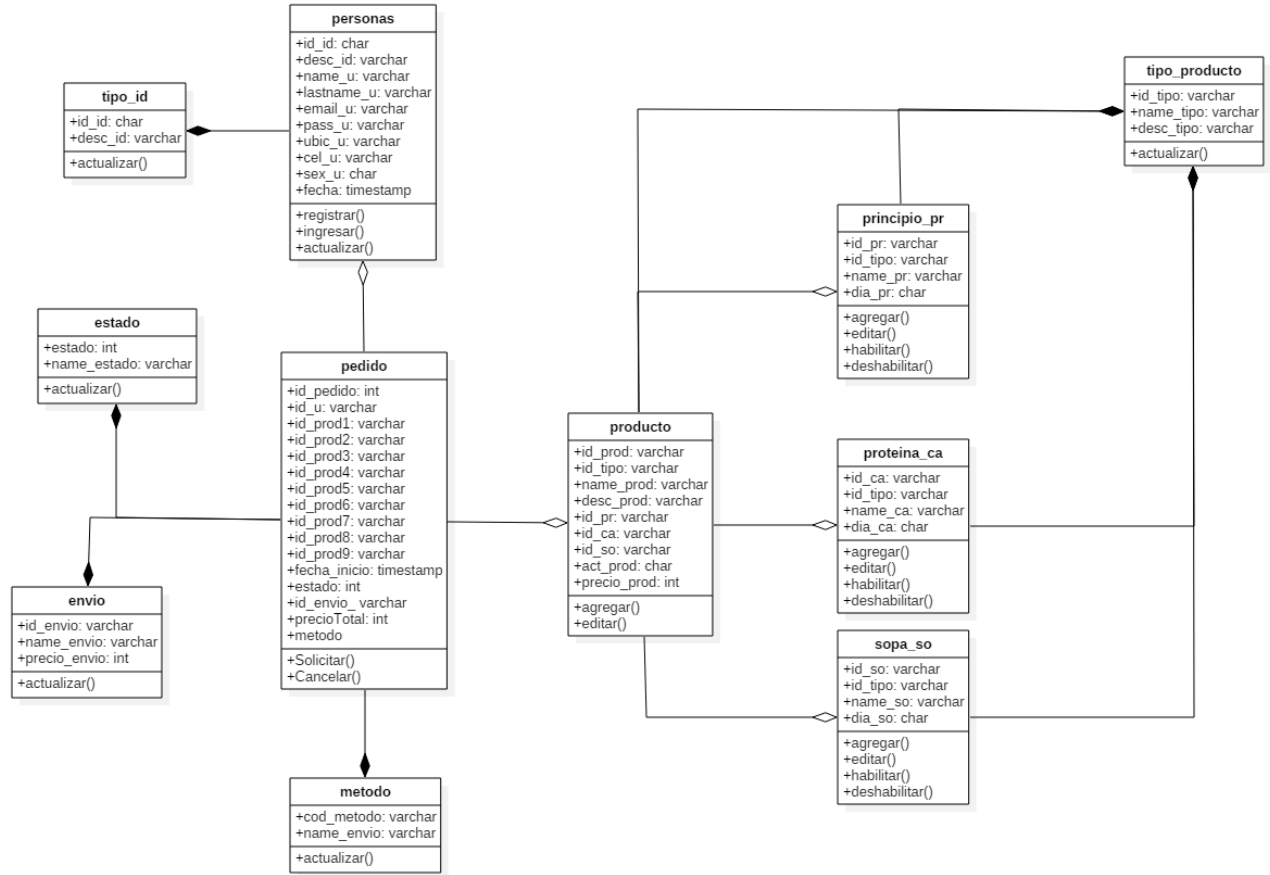 personas
+id_id: char
+desc_id: varchar
+name_u: varchar
+lastname_u: varchar
+email_u: varchar
+pass_u: varchar
+ubic_u: varchar
+cel_u: varchar
+sex_u: char
+fecha: timestamp
+registrar()
+ingresar()
+actualizar()
tipo_id
+id_id: char
+desc_id: varchar
+actualizar()
tipo_producto
+id_tipo: varchar
+name_tipo: varchar
+desc_tipo: varchar
+actualizar()
principio_pr
+id_pr: varchar
+id_tipo: varchar
+name_pr: varchar
+dia_pr: char
+agregar()
+editar()
+habilitar()
+deshabilitar()
estado
+estado: int
+name_estado: varchar
+actualizar()
pedido
+id_pedido: int
+id_u: varchar
+id_prod1: varchar
+id_prod2: varchar
+id_prod3: varchar
+id_prod4: varchar
+id_prod5: varchar
+id_prod6: varchar
+id_prod7: varchar
+id_prod8: varchar
+id_prod9: varchar
+fecha_inicio: timestamp
+estado: int
+id_envio_ varchar
+precioTotal: int
+metodo
+Solicitar()
+Cancelar()
producto
+id_prod: varchar
+id_tipo: varchar
+name_prod: varchar
+desc_prod: varchar
+id_pr: varchar
+id_ca: varchar
+id_so: varchar
+act_prod: char
+precio_prod: int
+agregar()
+editar()
proteina_ca
+id_ca: varchar
+id_tipo: varchar
+name_ca: varchar
+dia_ca: char
+agregar()
+editar()
+habilitar()
+deshabilitar()
envio
+id_envio: varchar
+name_envio: varchar
+precio_envio: int
+actualizar()
sopa_so
+id_so: varchar
+id_tipo: varchar
+name_so: varchar
+dia_so: char
+agregar()
+editar()
+habilitar()
+deshabilitar()
metodo
+cod_metodo: varchar
+name_envio: varchar
+actualizar()